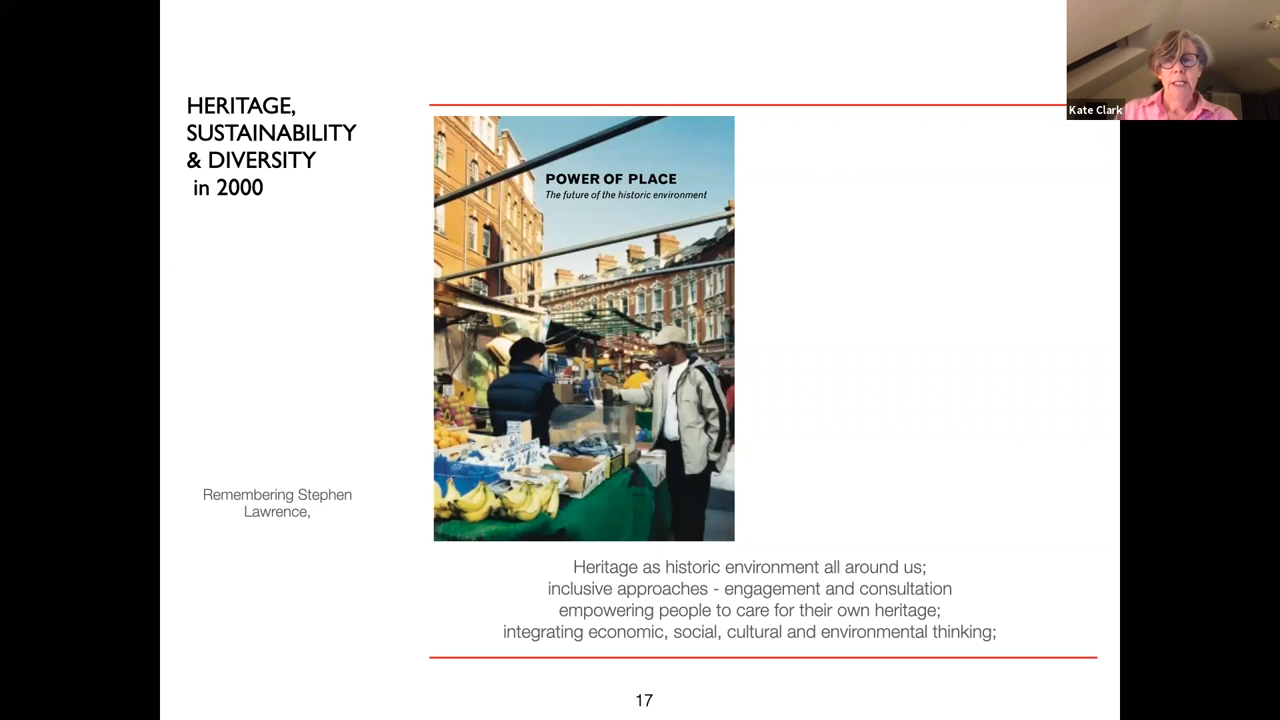 HERITAGE,
SUSTAINABILITY
& DIVERSITY
in 2000
POWER OF PLACE
The future of the historic environment
Kate Clark
Remembering Stephen
Lawrence,
Heritage as historic environment all around us;
inclusive approaches - engagement and consultation
empowering people to care for their own heritage;
integrating economic, social, cultural and environmental thinking;
17